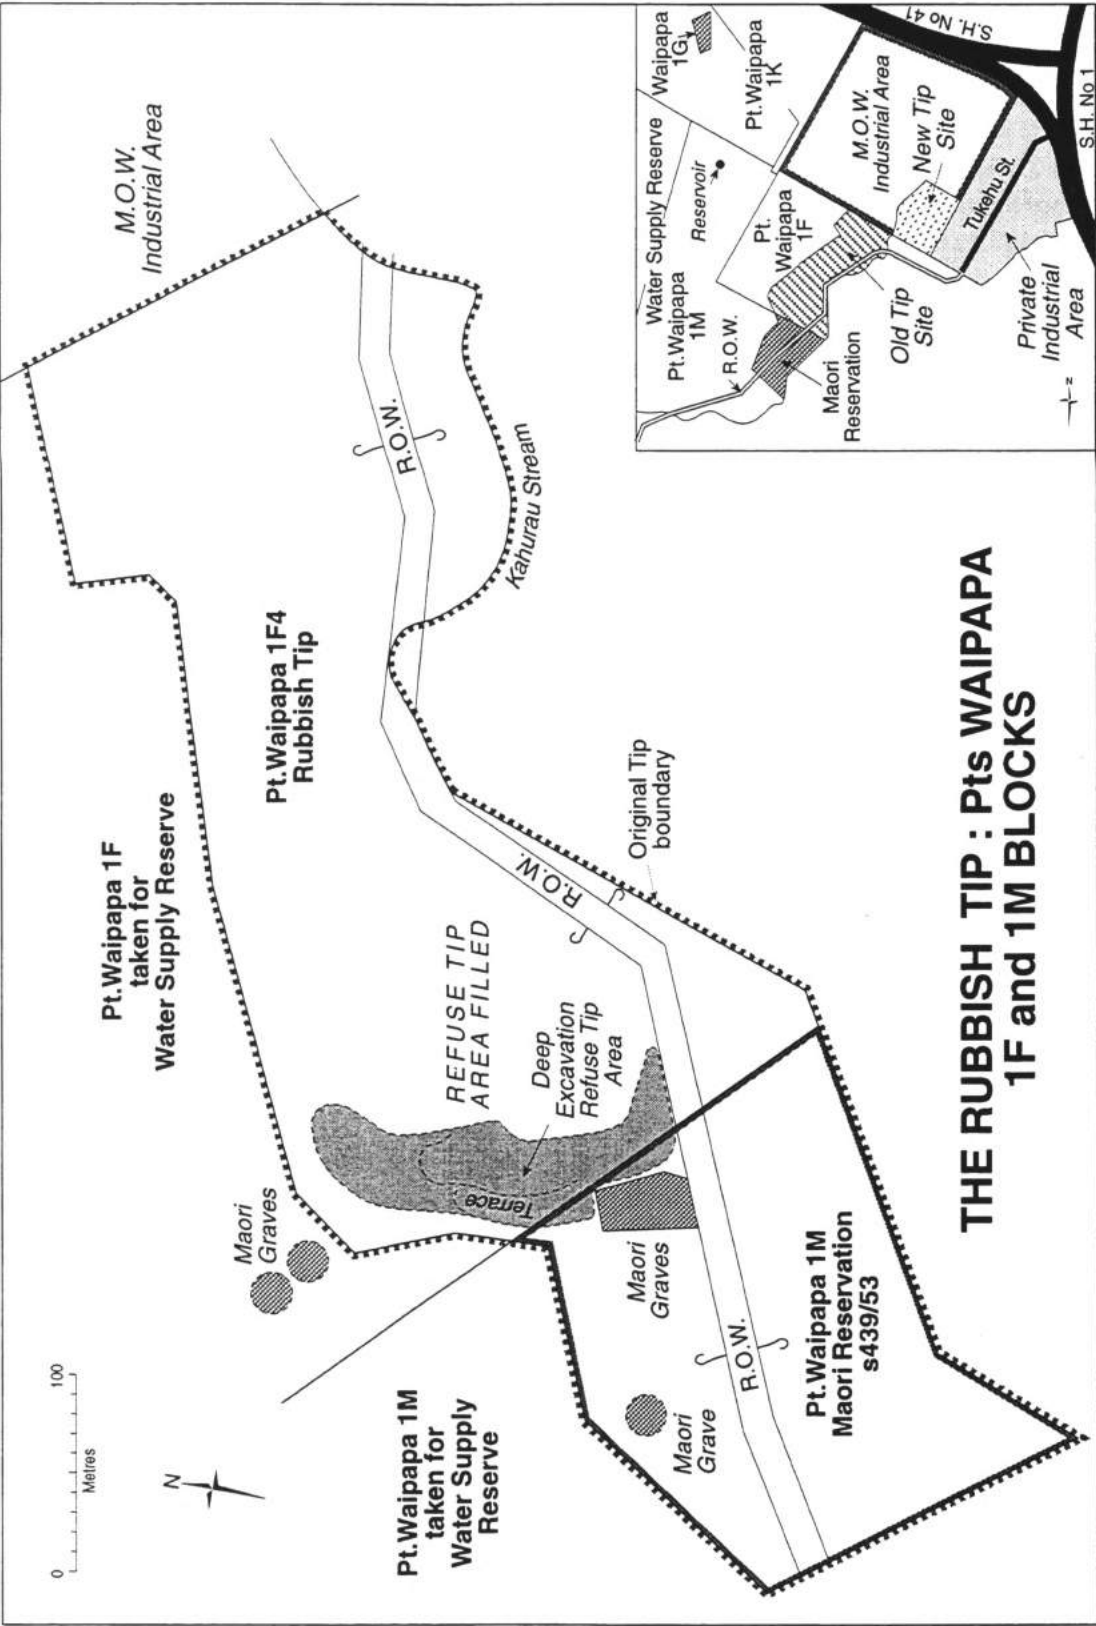 0
100
Metres
N
M.O.W.
Industrial Area
Pt.Waipapa 1F
taken for
Water Supply Reserve
Pt.Waipapa 1F4
Rubbish Tip
R.O.W.
Kahurau Stream
Maori
Graves
REFUSE TIP
AREA FILLED
Deep
Excavation
Refuse Tip
Area
Terrace
R.O.W.
Original Tip
boundary
Pt.Waipapa 1M
taken for
Water Supply
Reserve
Maori
Graves
Maori
Grave
R.O.W.
Pt.Waipapa 1M
Maori Reservation
s439/53
THE RUBBISH TIP : Pts WAIPAPA
1F and 1M BLOCKS
Water Supply Reserve
Waipapa
1G
Pt.Waipapa
1M
Reservoir
Pt.Waipapa
1K
R.O.W.
Pt.
Waipapa
1F
M.O.W.
Industrial Area
S.H. No 41
Maori
Reservation
Old Tip
Site
New Tip
Site
Tukehu St.
Private
Industrial
Area
N
S.H. No 1